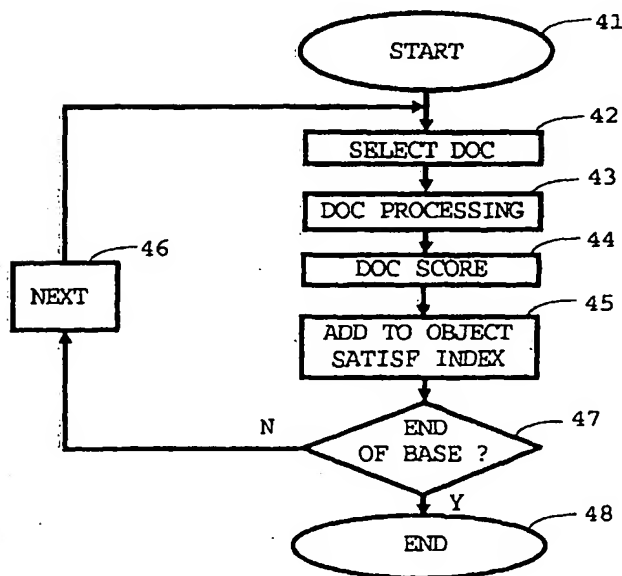 41
START
42
SELECT DOC
43
DOC PROCESSING
44
DOC SCORE
46
NEXT
45
ADD TO OBJECT
SATISF INDEX
N
47
END
OF BASE ?
Y
48
END